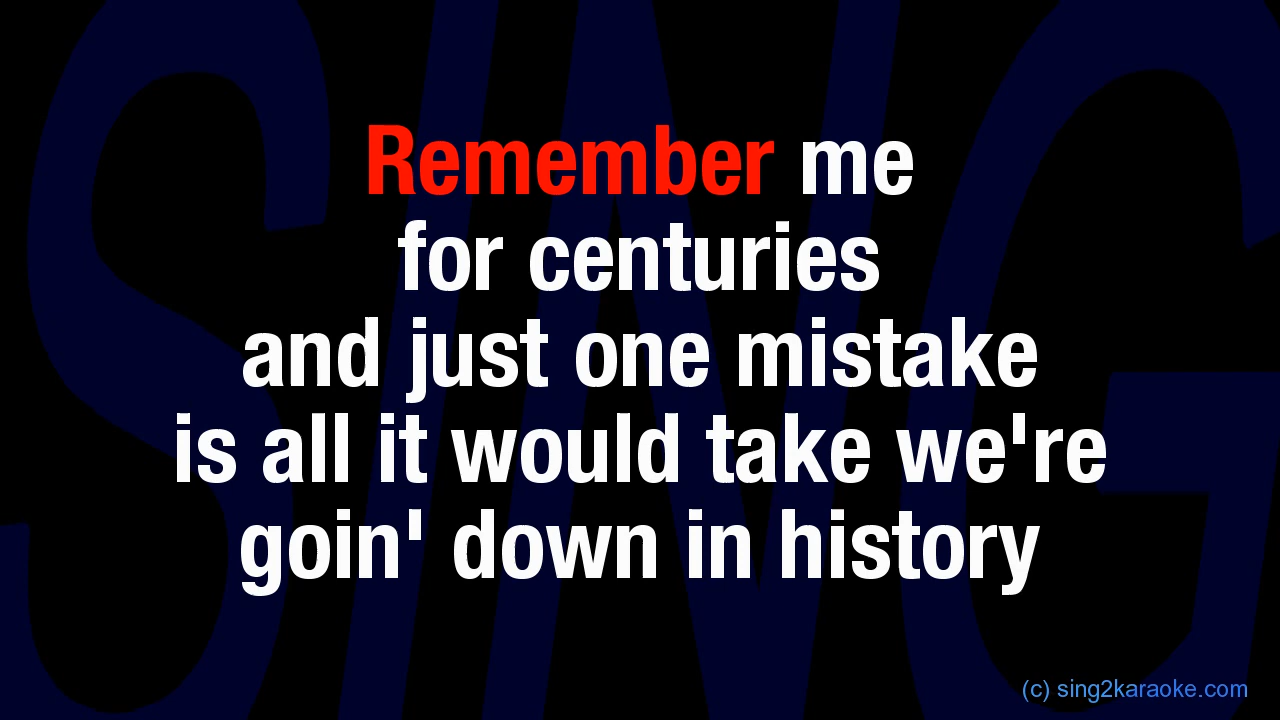 SING
Remember me
for centuries
and just one mistake
is all it would take we're
goin' down in history
(c) sing2karaoke.com